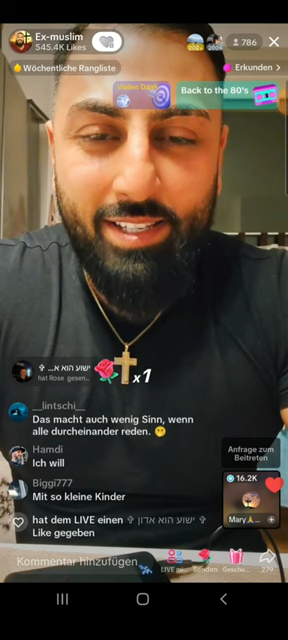 Ex-muslim
545.4K Likes
786
Wöchentliche Rangliste
Erkunden >
Back to the 80's
ישוע הוא א... ✞
hat Rose gesen...
x1
__lintschi__
Das macht auch wenig Sinn, wenn
alle durcheinander reden. 🤭
Hamdi
Ich will
Biggi777
Mit so kleine Kinder
hat dem LIVE einen ✞ ישוע הוא אדון ✞
Like gegeben
Anfrage zum
Beitreten
16.2K
Mary
Kommentar hinzufügen
Senden
Gesche...
279